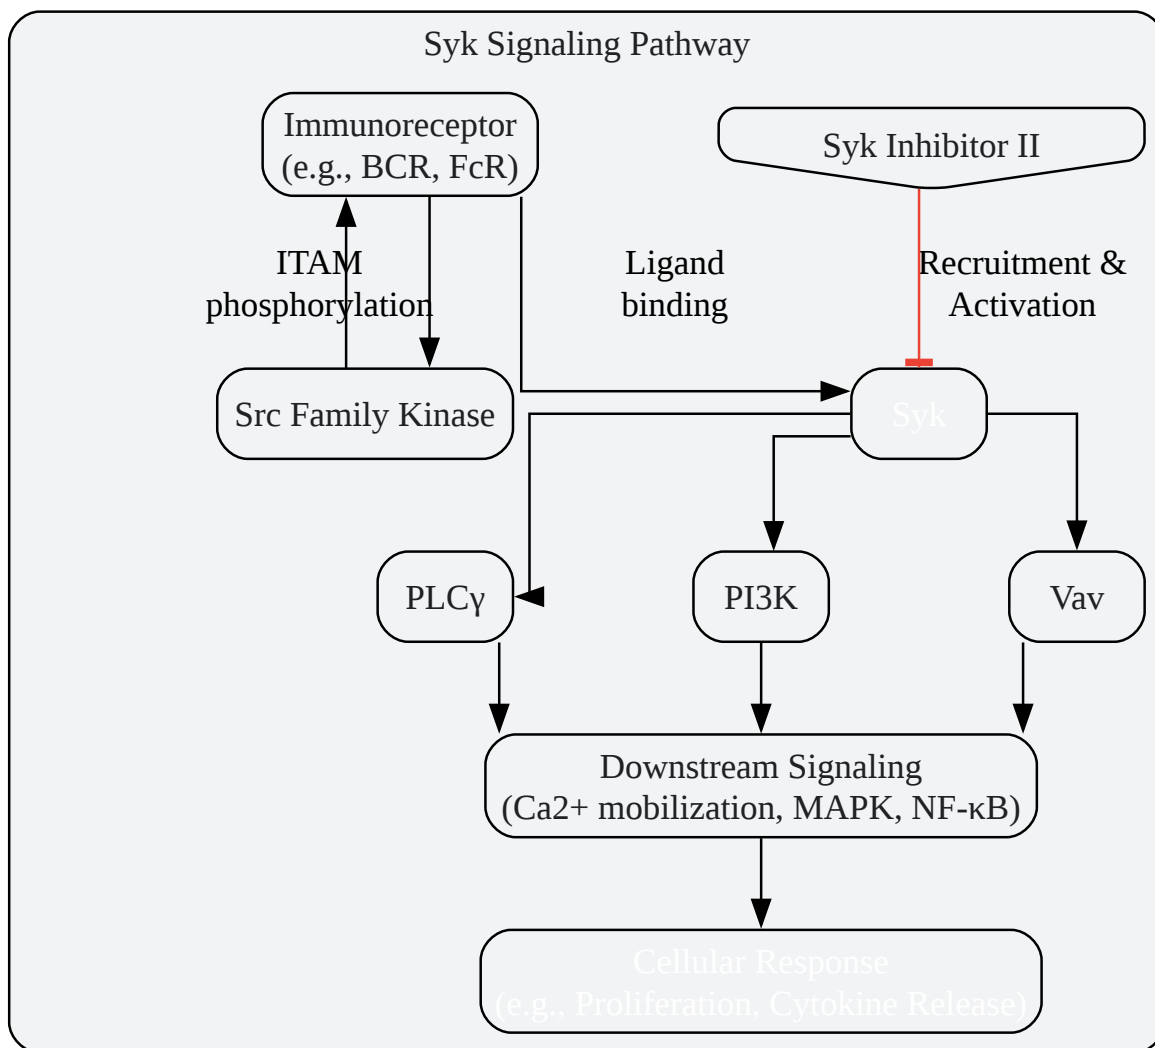 Syk Signaling Pathway
Immunoreceptor
(e.g., BCR, FcR)
Syk Inhibitor II
ITAM
phosphorylation
Ligand
binding
Recruitment &
Activation
Src Family Kinase
Syk
PLCγ
PI3K
Vav
Downstream Signaling
(Ca2+ mobilization, MAPK, NF-κB)
Cellular Response
(e.g., Proliferation, Cytokine Release)